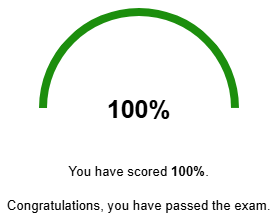 100%
You have scored 100%.
Congratulations, you have passed the exam.